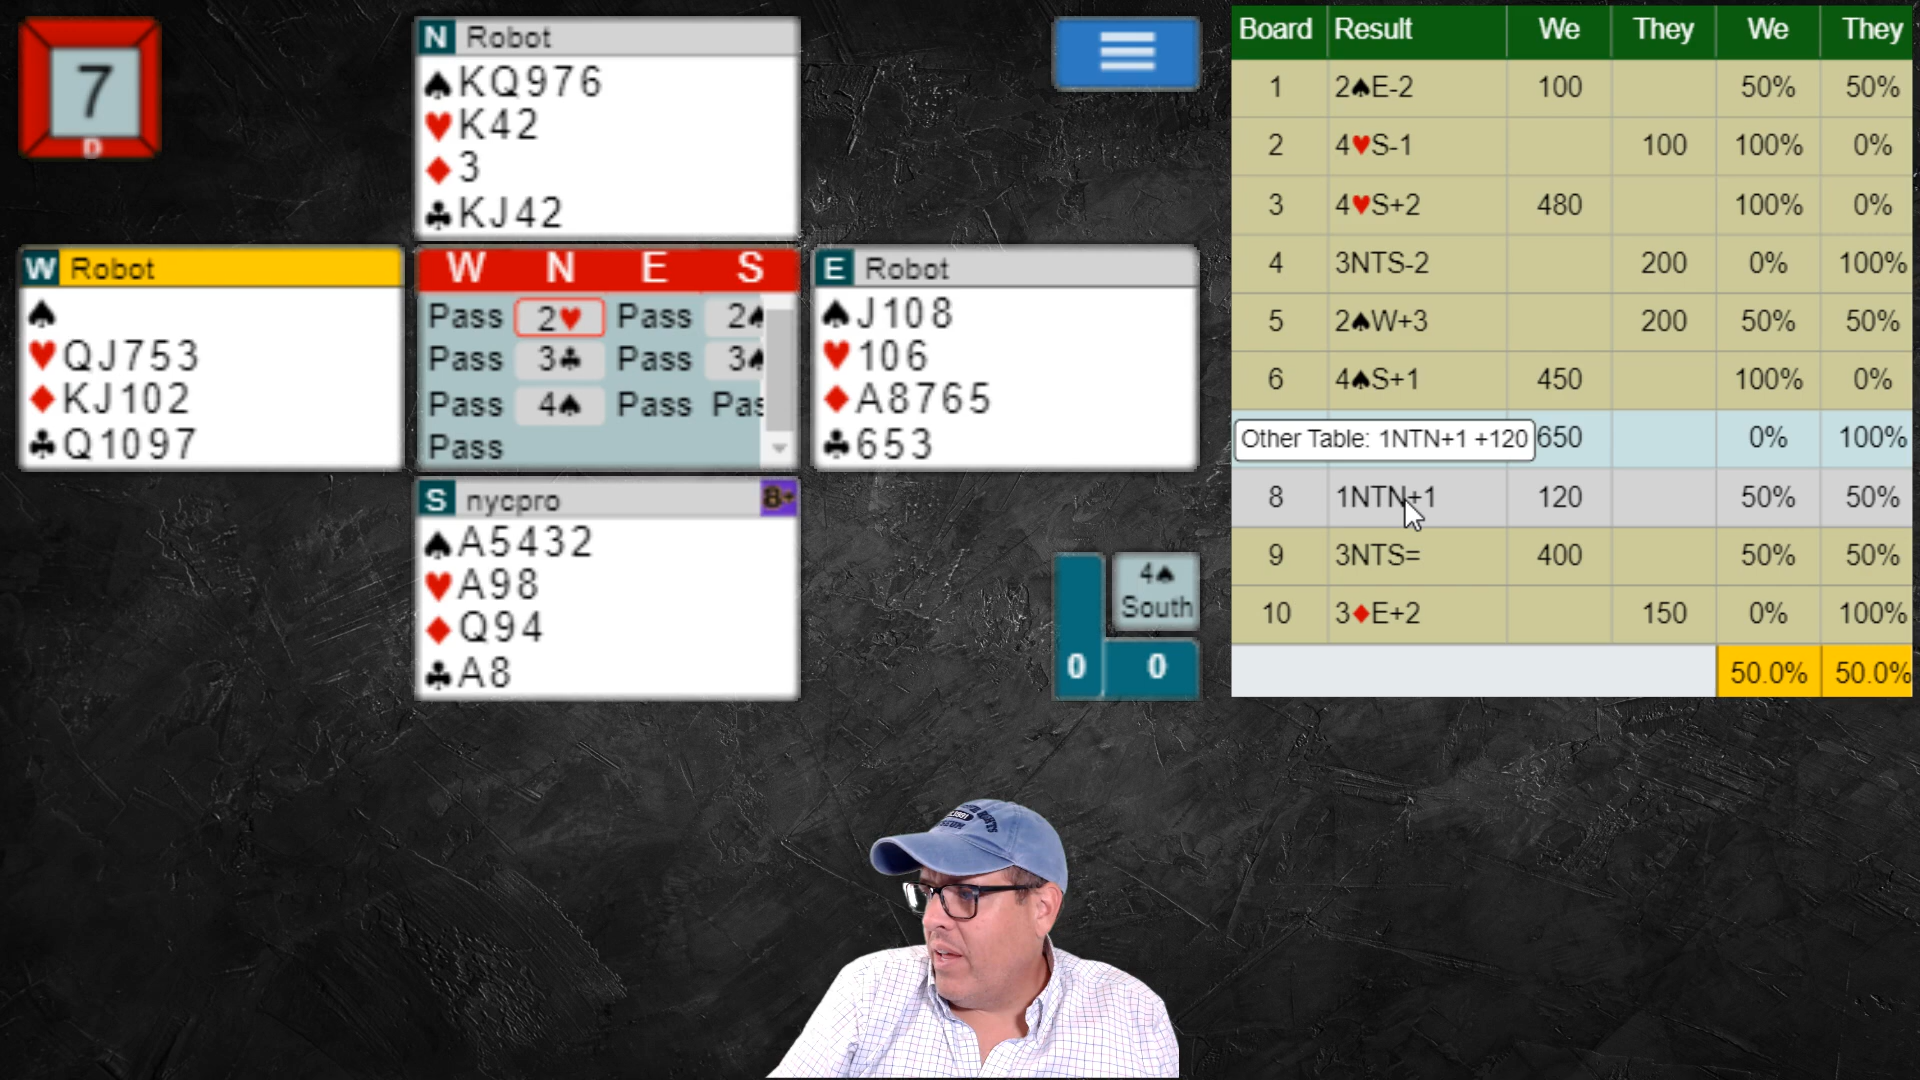 7
D
N Robot
♠KQ976
♥K42
♦3
♣KJ42
W Robot
♠
♥QJ753
♦KJ102
♣Q1097
W N E S
Pass 2♥ Pass 2♠
Pass 3♣ Pass 3♠
Pass 4♠ Pass Pas
Pass
E Robot
♠J108
♥106
♦A8765
♣653
S nycpro 8+
♠A5432
♥A98
♦Q94
♣A8
4♠
South
0 0
Board Result We They We They
1 2♠E-2 100 50% 50%
2 4♥S-1 100 100% 0%
3 4♥S+2 480 100% 0%
4 3NTS-2 200 0% 100%
5 2♠W+3 200 50% 50%
6 4♠S+1 450 100% 0%
Other Table: 1NTN+1 +120 650 0% 100%
8 1NTN+1 120 50% 50%
9 3NTS= 400 50% 50%
10 3♦E+2 150 0% 100%
50.0% 50.0%